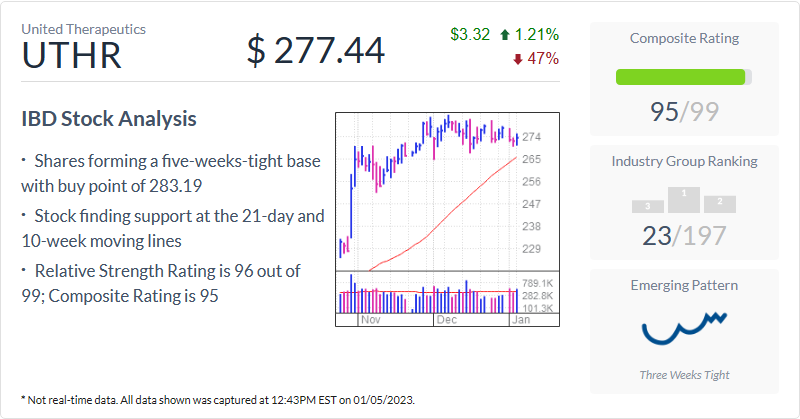 United Therapeutics
UTHR
$ 277.44
$3.32 1.21%
47%
IBD Stock Analysis
· Shares forming a five-weeks-tight base
with buy point of 283.19
· Stock finding support at the 21-day and
10-week moving lines
· Relative Strength Rating is 96 out of
99; Composite Rating is 95
274
265
256
247
238
229
789.1K
282.8K
101.3K
Nov Dec Jan
Composite Rating
95/99
Industry Group Ranking
3 1 2
23/197
Emerging Pattern
Three Weeks Tight
* Not real-time data. All data shown was captured at 12:43PM EST on 01/05/2023.